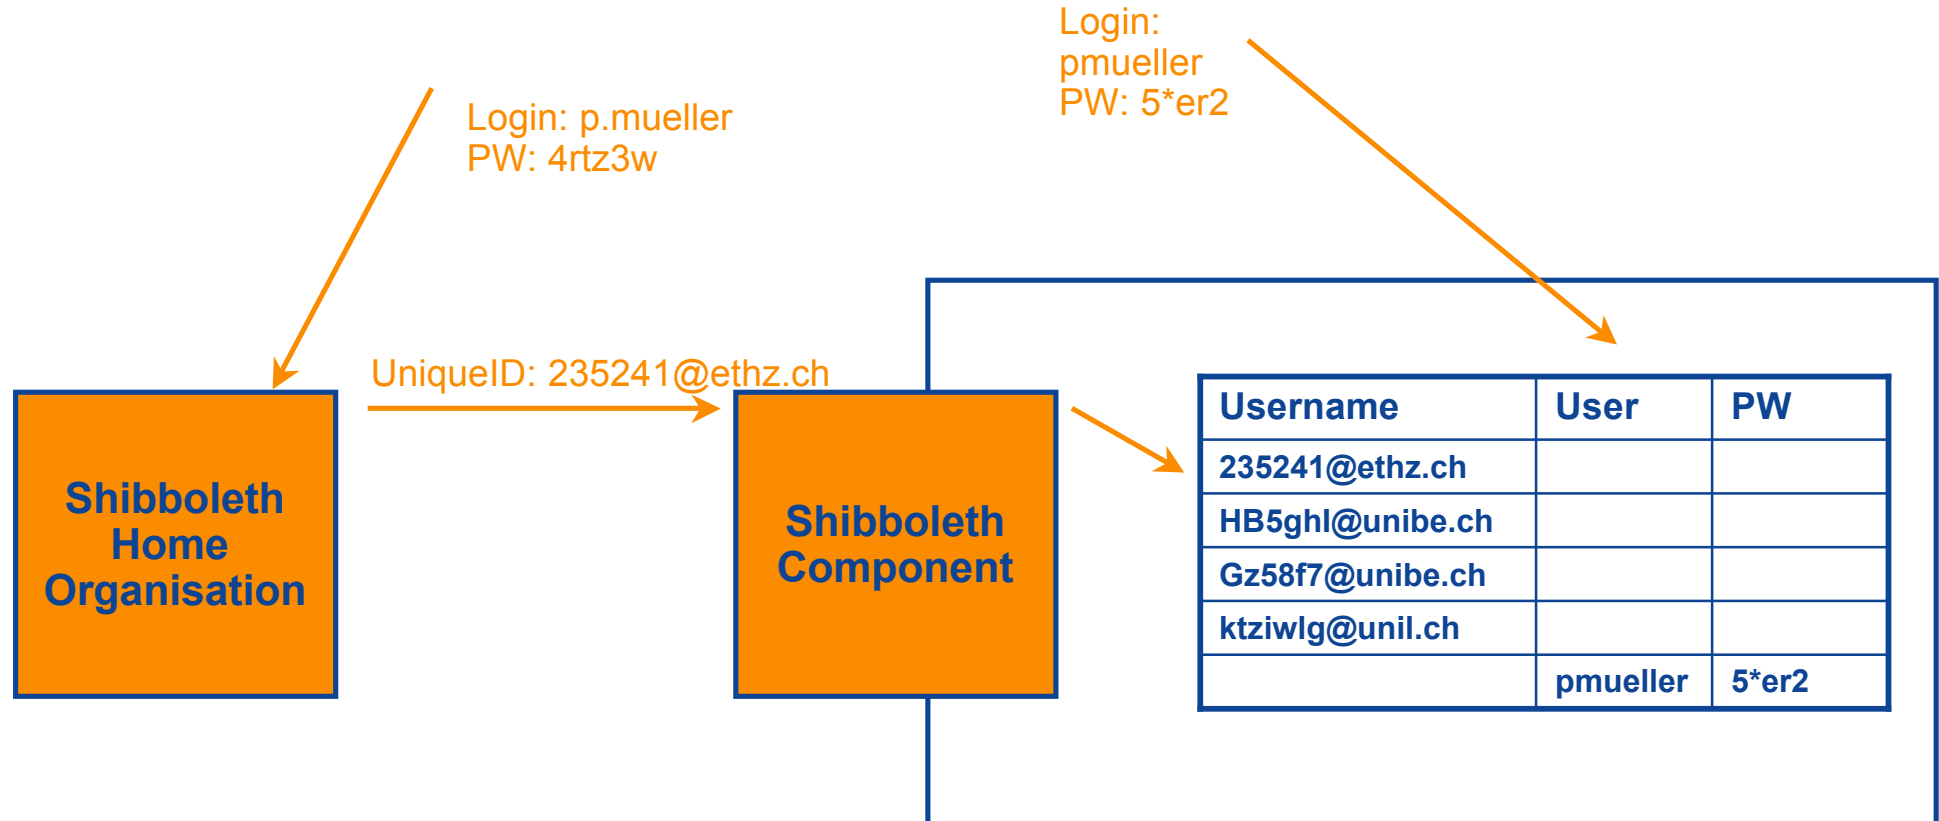 Login:
pmueller
PW: 5*er2
Login: p.mueller
PW: 4rtz3w
UniqueID: 235241@ethz.ch
Shibboleth
Home
Organisation
Shibboleth
Component
Username User PW
235241@ethz.ch
HB5ghl@unibe.ch
Gz58f7@unibe.ch
ktziwlg@unil.ch
pmueller 5*er2